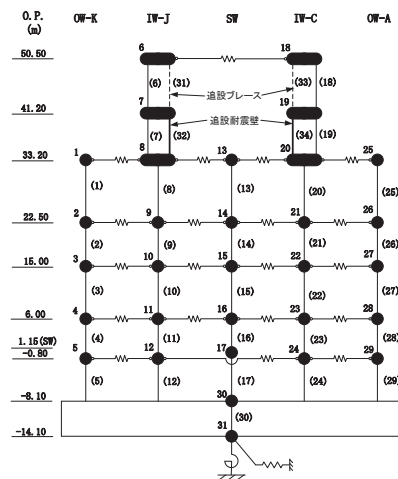 O.P. OW-K IW-J SW IW-C OW-A
(m)
6 18
50.50
(6) (31) (33) (18)
追設ブレース
7 19
41.20
追設耐震壁
(7) (32) (34) (19)
1 8 13 20 25
33.20
(1) (8) (13) (20) (25)
2 9 14 21 26
22.50
(2) (9) (14) (21) (26)
3 10 15 22 27
15.00
(3) (10) (15) (22) (27)
4 11 16 23 28
6.00
(4) (11) (16) (23) (28)
1.15(SW)
5 12 17 24 29
-0.80
(5) (12) (17) (24) (29)
30
-8.10
(30)
31
-14.10